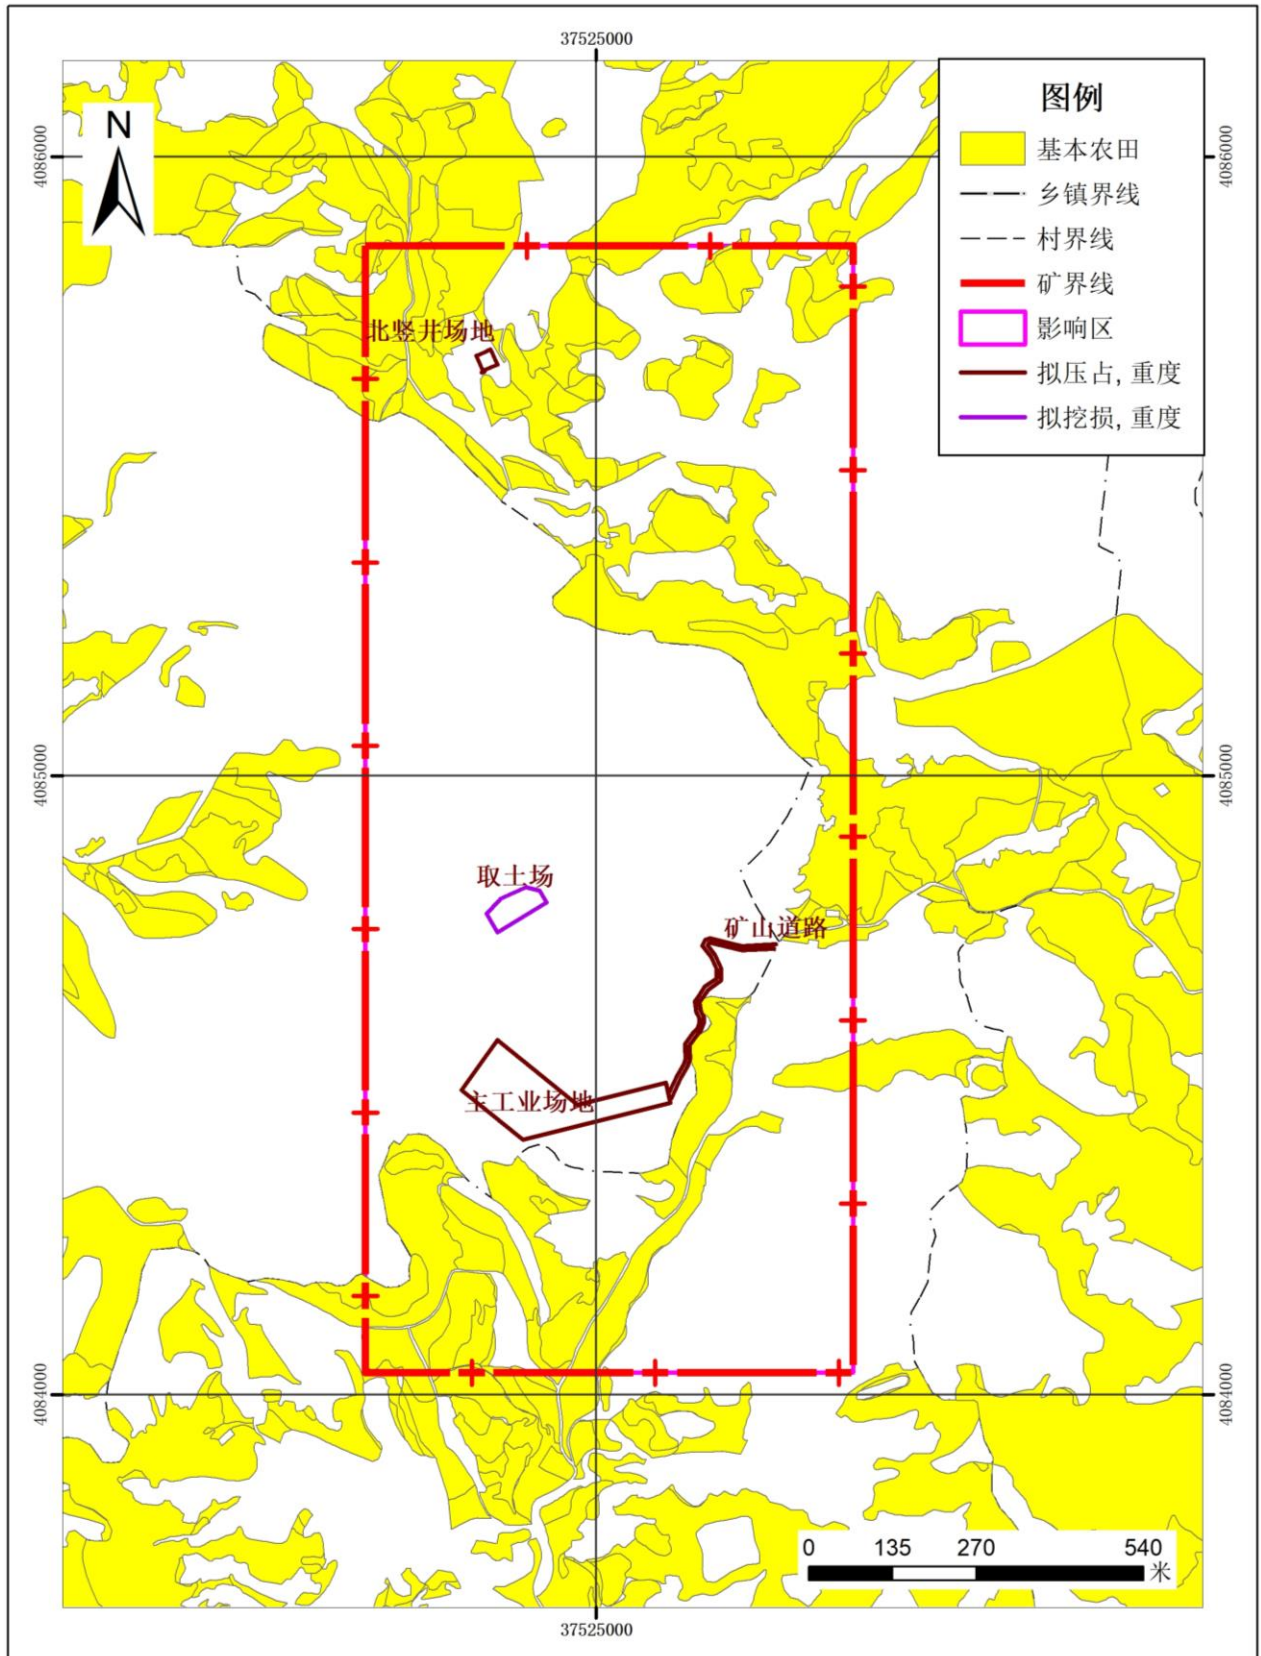 37525000
N
4086000
4086000
图例
基本农田
乡镇界线
村界线
矿界线
影响区
拟压占, 重度
拟挖损, 重度
北竖井场地
4085000
4085000
取土场
矿山道路
主工业场地
4084000
4084000
0 135 270 540
米
37525000